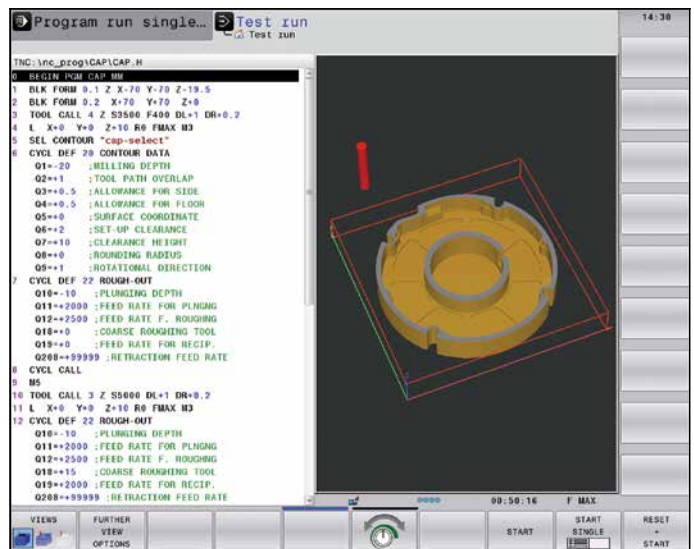 Program run single…
Test run
Test run
14:30
TNC:\nc_prog\CAP\CAP.H
0 BEGIN PGM CAP MM
1 BLK FORM 0.1 Z X-70 Y-70 Z-19.5
2 BLK FORM 0.2 X+70 Y+70 Z+0
3 TOOL CALL 4 Z S3500 F400 DL+1 DR+0.2
4 L X+0 Y+0 Z+10 R0 FMAX M3
5 SEL CONTOUR "cap-select"
6 CYCL DEF 20 CONTOUR DATA
Q1=-20 ;MILLING DEPTH
Q2=+1 ;TOOL PATH OVERLAP
Q3=+0.5 ;ALLOWANCE FOR SIDE
Q4=+0.5 ;ALLOWANCE FOR FLOOR
Q5=+0 ;SURFACE COORDINATE
Q6=+2 ;SET-UP CLEARANCE
Q7=+10 ;CLEARANCE HEIGHT
Q8=+0 ;ROUNDING RADIUS
Q9=+1 ;ROTATIONAL DIRECTION
7 CYCL DEF 22 ROUGH-OUT
Q10=-10 ;PLUNGING DEPTH
Q11=+2000 ;FEED RATE FOR PLNGNG
Q12=+2500 ;FEED RATE F. ROUGHNG
Q18=+0 ;COARSE ROUGHING TOOL
Q19=+0 ;FEED RATE FOR RECIP.
Q208=+99999 ;RETRACTION FEED RATE
8 CYCL CALL
9 M5
10 TOOL CALL 3 Z S5000 DL+1 DR+0.2
11 L X+0 Y+0 Z+10 R0 FMAX M3
12 CYCL DEF 22 ROUGH-OUT
Q10=-10 ;PLUNGING DEPTH
Q11=+2000 ;FEED RATE FOR PLNGNG
Q12=+2500 ;FEED RATE F. ROUGHNG
Q18=+15 ;COARSE ROUGHING TOOL
Q19=+2000 ;FEED RATE FOR RECIP.
Q208=+99999 ;RETRACTION FEED RATE
00:50:16 F MAX
VIEWS
FURTHER VIEW OPTIONS
START
START SINGLE
RESET + START